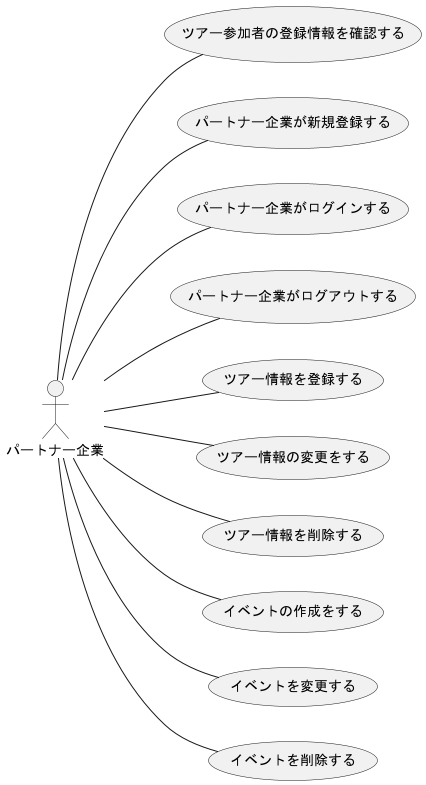 ツアー参加者の登録情報を確認する
パートナー企業が新規登録する
パートナー企業がログインする
パートナー企業がログアウトする
ツアー情報を登録する
パートナー企業
ツアー情報の変更をする
ツアー情報を削除する
イベントの作成をする
イベントを変更する
イベントを削除する